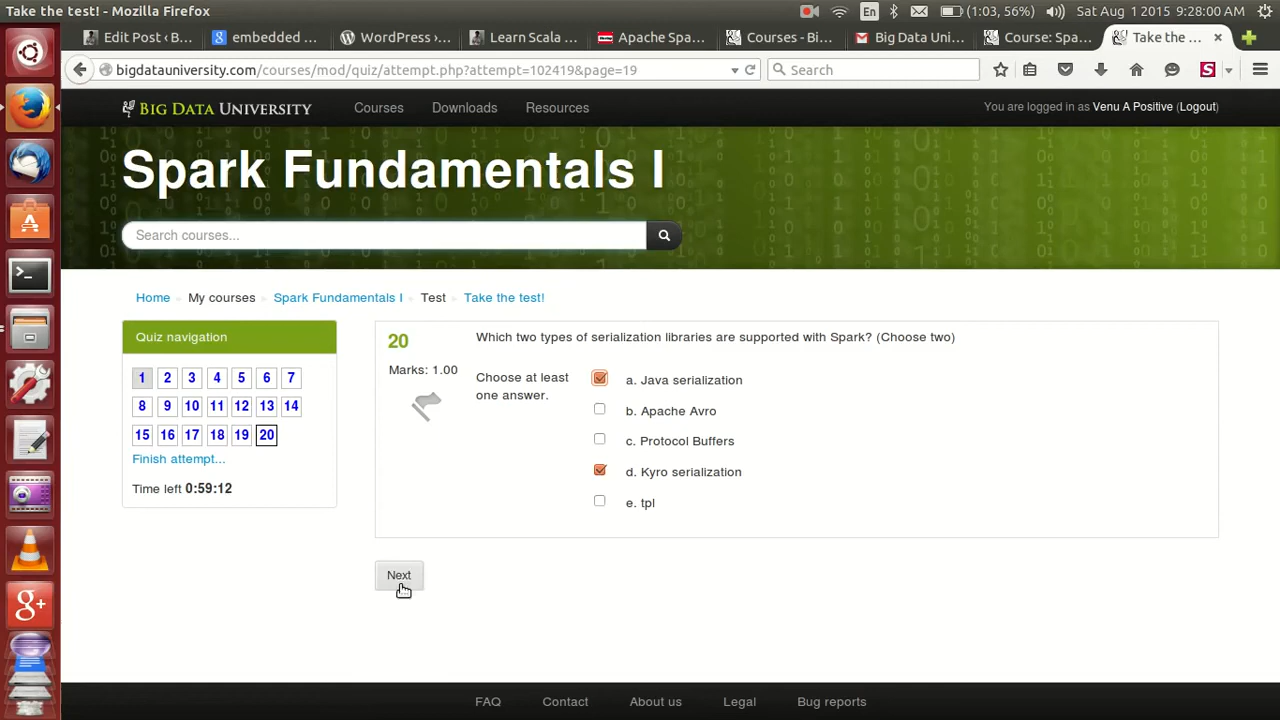 Take the test! - Mozilla Firefox
En
(1:03, 56%)
Sat Aug 1 2015 9:28:00 AM
Edit Post ‹ B...
embedded ...
WordPress ›...
Learn Scala ...
Apache Spa...
Courses - Bi...
Big Data Uni...
Course: Spa...
Take the ...
bigdatauniversity.com/courses/mod/quiz/attempt.php?attempt=102419&page=19
Search
BIG DATA UNIVERSITY
Courses
Downloads
Resources
You are logged in as Venu A Positive (Logout)
Spark Fundamentals I
Search courses...
Home
My courses
Spark Fundamentals I
Test
Take the test!
Quiz navigation
1 2 3 4 5 6 7
8 9 10 11 12 13 14
15 16 17 18 19 20
Finish attempt...
Time left 0:59:12
20
Marks: 1.00
Which two types of serialization libraries are supported with Spark? (Choose two)
Choose at least
one answer.
a. Java serialization
b. Apache Avro
c. Protocol Buffers
d. Kyro serialization
e. tpl
Next
FAQ
Contact
About us
Legal
Bug reports